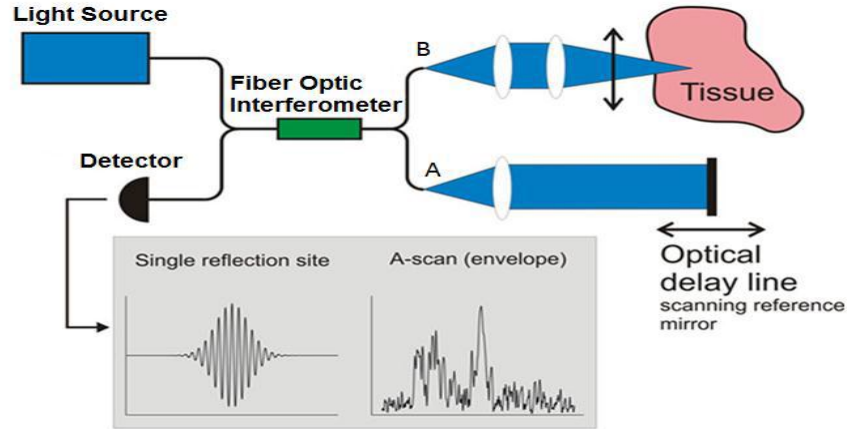 Light Source
B
Fiber Optic
Interferometer
Tissue
Detector
A
Single reflection site
A-scan (envelope)
Optical
delay line
scanning reference
mirror